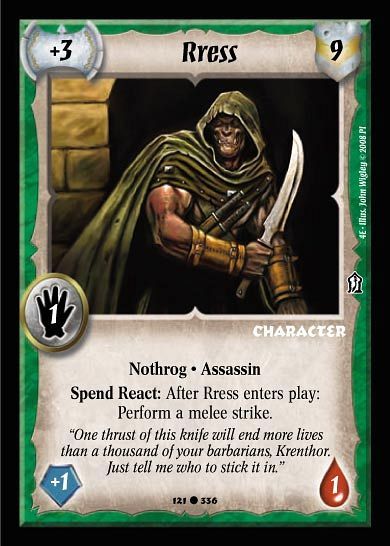 +3
Rress
9
4E • Illus. John Wigley © 2008 PI
1
CHARACTER
Nothrog • Assassin
Spend React: After Rress enters play:
Perform a melee strike.
“One thrust of this knife will end more lives
than a thousand of your barbarians, Krenthor.
Just tell me who to stick it in.”
+1
1
121 ● 336